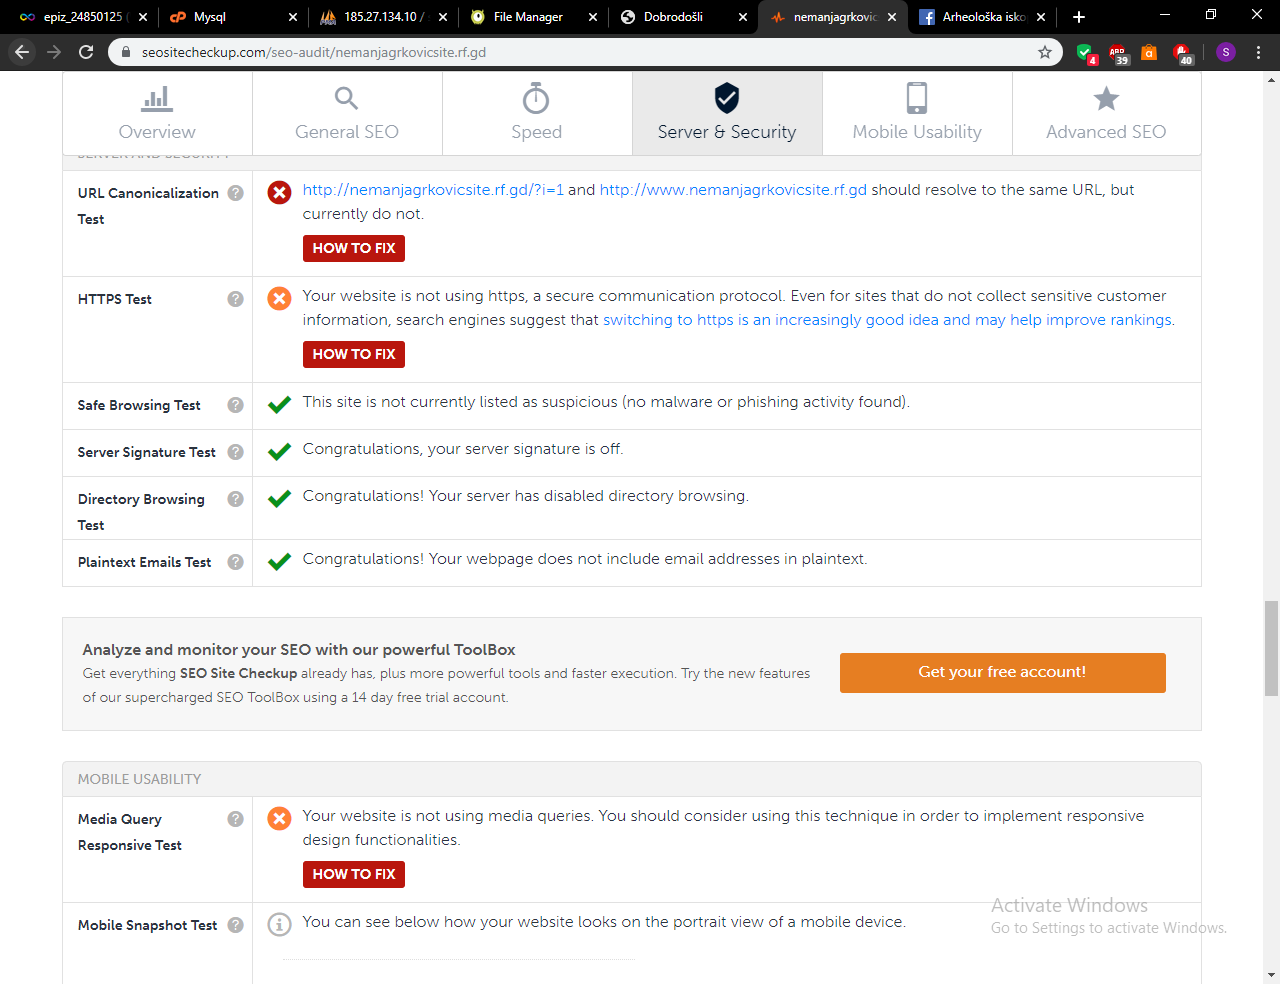 epiz_24850125 (
Mysql
185.27.134.10 /
File Manager
Dobrodošli
nemanjagrkovic
Arheološka isko
seositecheckup.com/seo-audit/nemanjagrkovicsite.rf.gd
4
ABP
39
a
40
S
Overview
General SEO
Speed
Server & Security
Mobile Usability
Advanced SEO
SERVER AND SECURITY
URL Canonicalization
Test
?
http://nemanjagrkovicsite.rf.gd/?i=1 and http://www.nemanjagrkovicsite.rf.gd should resolve to the same URL, but
currently do not.
HOW TO FIX
HTTPS Test
?
Your website is not using https, a secure communication protocol. Even for sites that do not collect sensitive customer
information, search engines suggest that switching to https is an increasingly good idea and may help improve rankings.
HOW TO FIX
Safe Browsing Test
?
This site is not currently listed as suspicious (no malware or phishing activity found).
Server Signature Test
?
Congratulations, your server signature is off.
Directory Browsing
Test
?
Congratulations! Your server has disabled directory browsing.
Plaintext Emails Test
?
Congratulations! Your webpage does not include email addresses in plaintext.
Analyze and monitor your SEO with our powerful ToolBox
Get everything SEO Site Checkup already has, plus more powerful tools and faster execution. Try the new features
of our supercharged SEO ToolBox using a 14 day free trial account.
Get your free account!
MOBILE USABILITY
Media Query
Responsive Test
?
Your website is not using media queries. You should consider using this technique in order to implement responsive
design functionalities.
HOW TO FIX
Mobile Snapshot Test
?
You can see below how your website looks on the portrait view of a mobile device.
Activate Windows
Go to Settings to activate Windows.